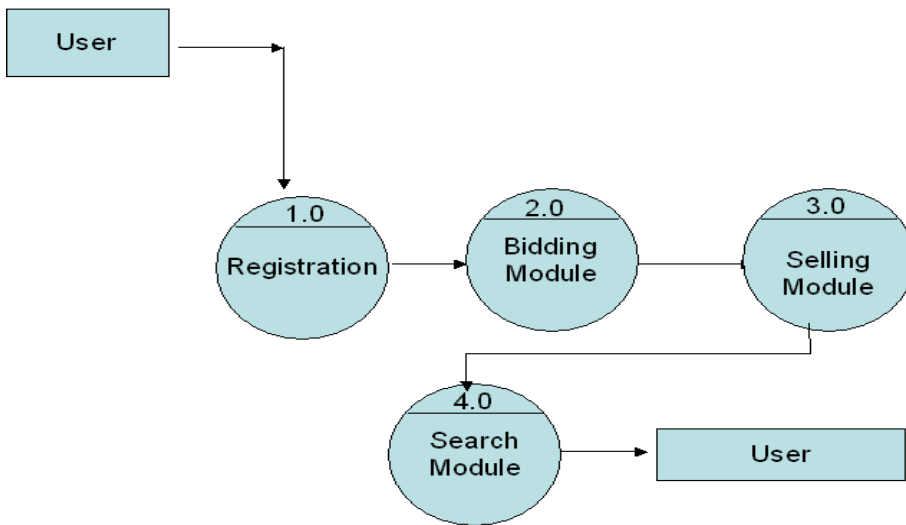 User
1.0
Registration
2.0
Bidding
Module
3.0
Selling
Module
4.0
Search
Module
User